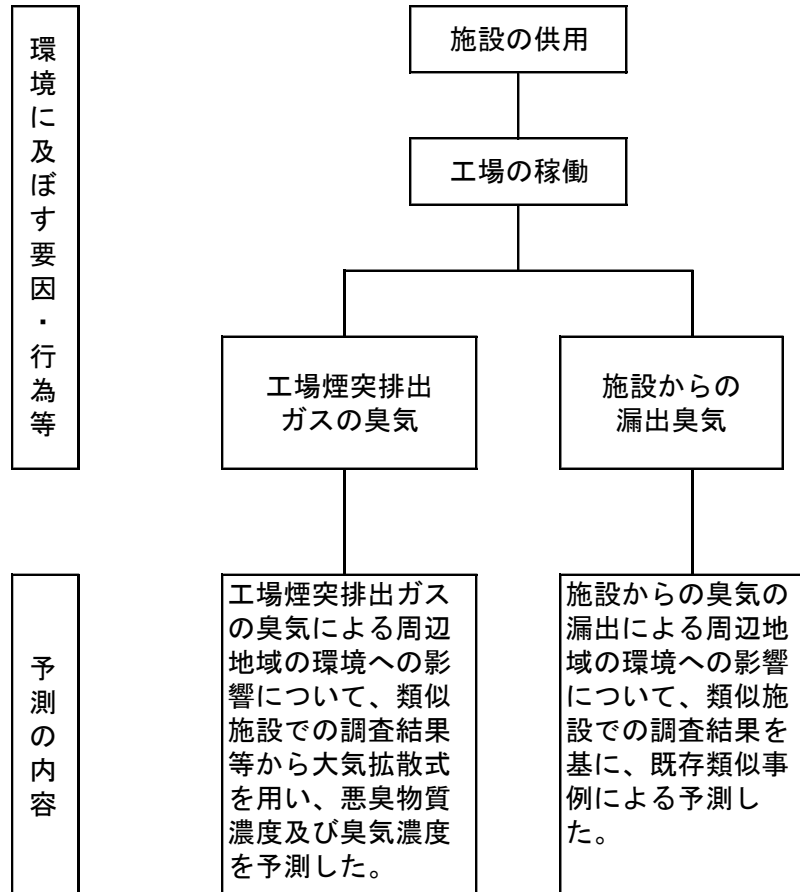 環境に及ぼす要因・行為等
施設の供用
工場の稼働
工場煙突排出
ガスの臭気
施設からの
漏出臭気
予測の内容
工場煙突排出ガス
の臭気による周辺
地域の環境への影
響について、類似
施設での調査結果
等から大気拡散式
を用い、悪臭物質
濃度及び臭気濃度
を予測した。
施設からの臭気の
漏出による周辺地
域の環境への影響
について、類似施
設での調査結果を
基に、既存類似事
例による予測し
た。